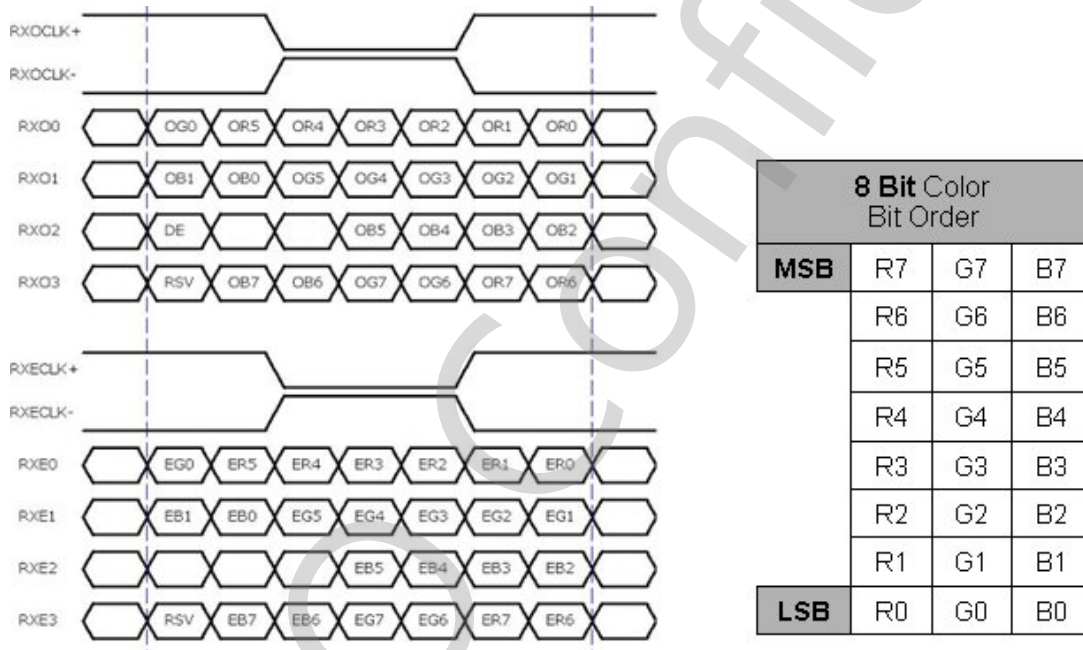 RXOCLK+
RXOCLK-
RXO0 OG0 OR5 OR4 OR3 OR2 OR1 OR0
RXO1 OB1 OB0 OG5 OG4 OG3 OG2 OG1
RXO2 DE OB5 OB4 OB3 OB2
RXO3 RSV OB7 OB6 OG7 OG6 OR7 OR6
RXECLK+
RXECLK-
RXE0 EG0 ER5 ER4 ER3 ER2 ER1 ER0
RXE1 EB1 EB0 EG5 EG4 EG3 EG2 EG1
RXE2 EB5 EB4 EB3 EB2
RXE3 RSV EB7 EB6 EG7 EG6 ER7 ER6
8 Bit Color
Bit Order
MSB R7 G7 B7
R6 G6 B6
R5 G5 B5
R4 G4 B4
R3 G3 B3
R2 G2 B2
R1 G1 B1
LSB R0 G0 B0